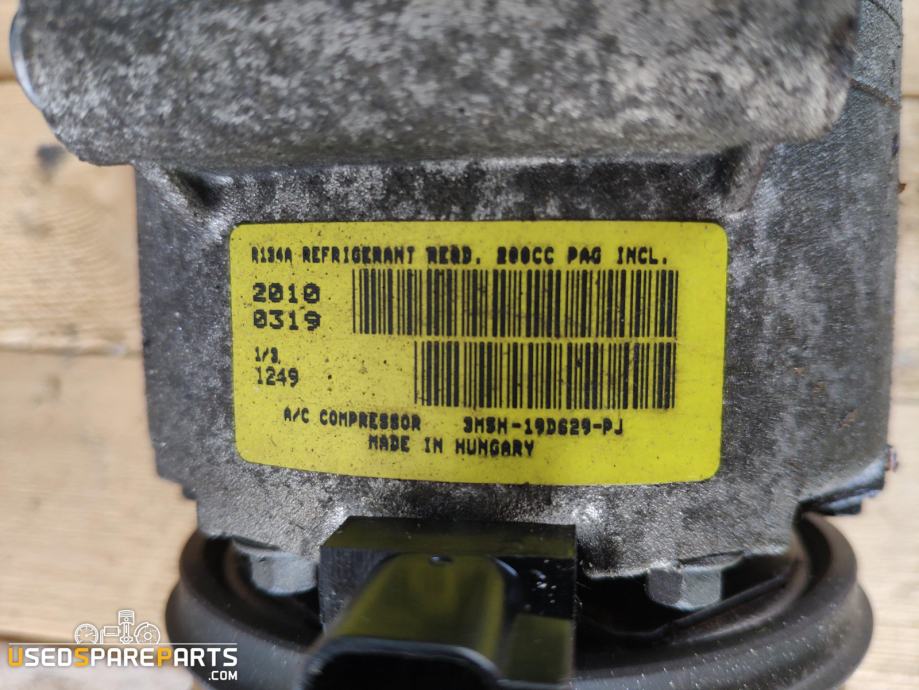 R134A REFRIGERANT REQD. 200CC PAG INCL.
2010
0319
1/3,
1249
A/C COMPRESSOR 3M5H-19D629-PJ
MADE IN HUNGARY
USEDSPAREPARTS
.COM